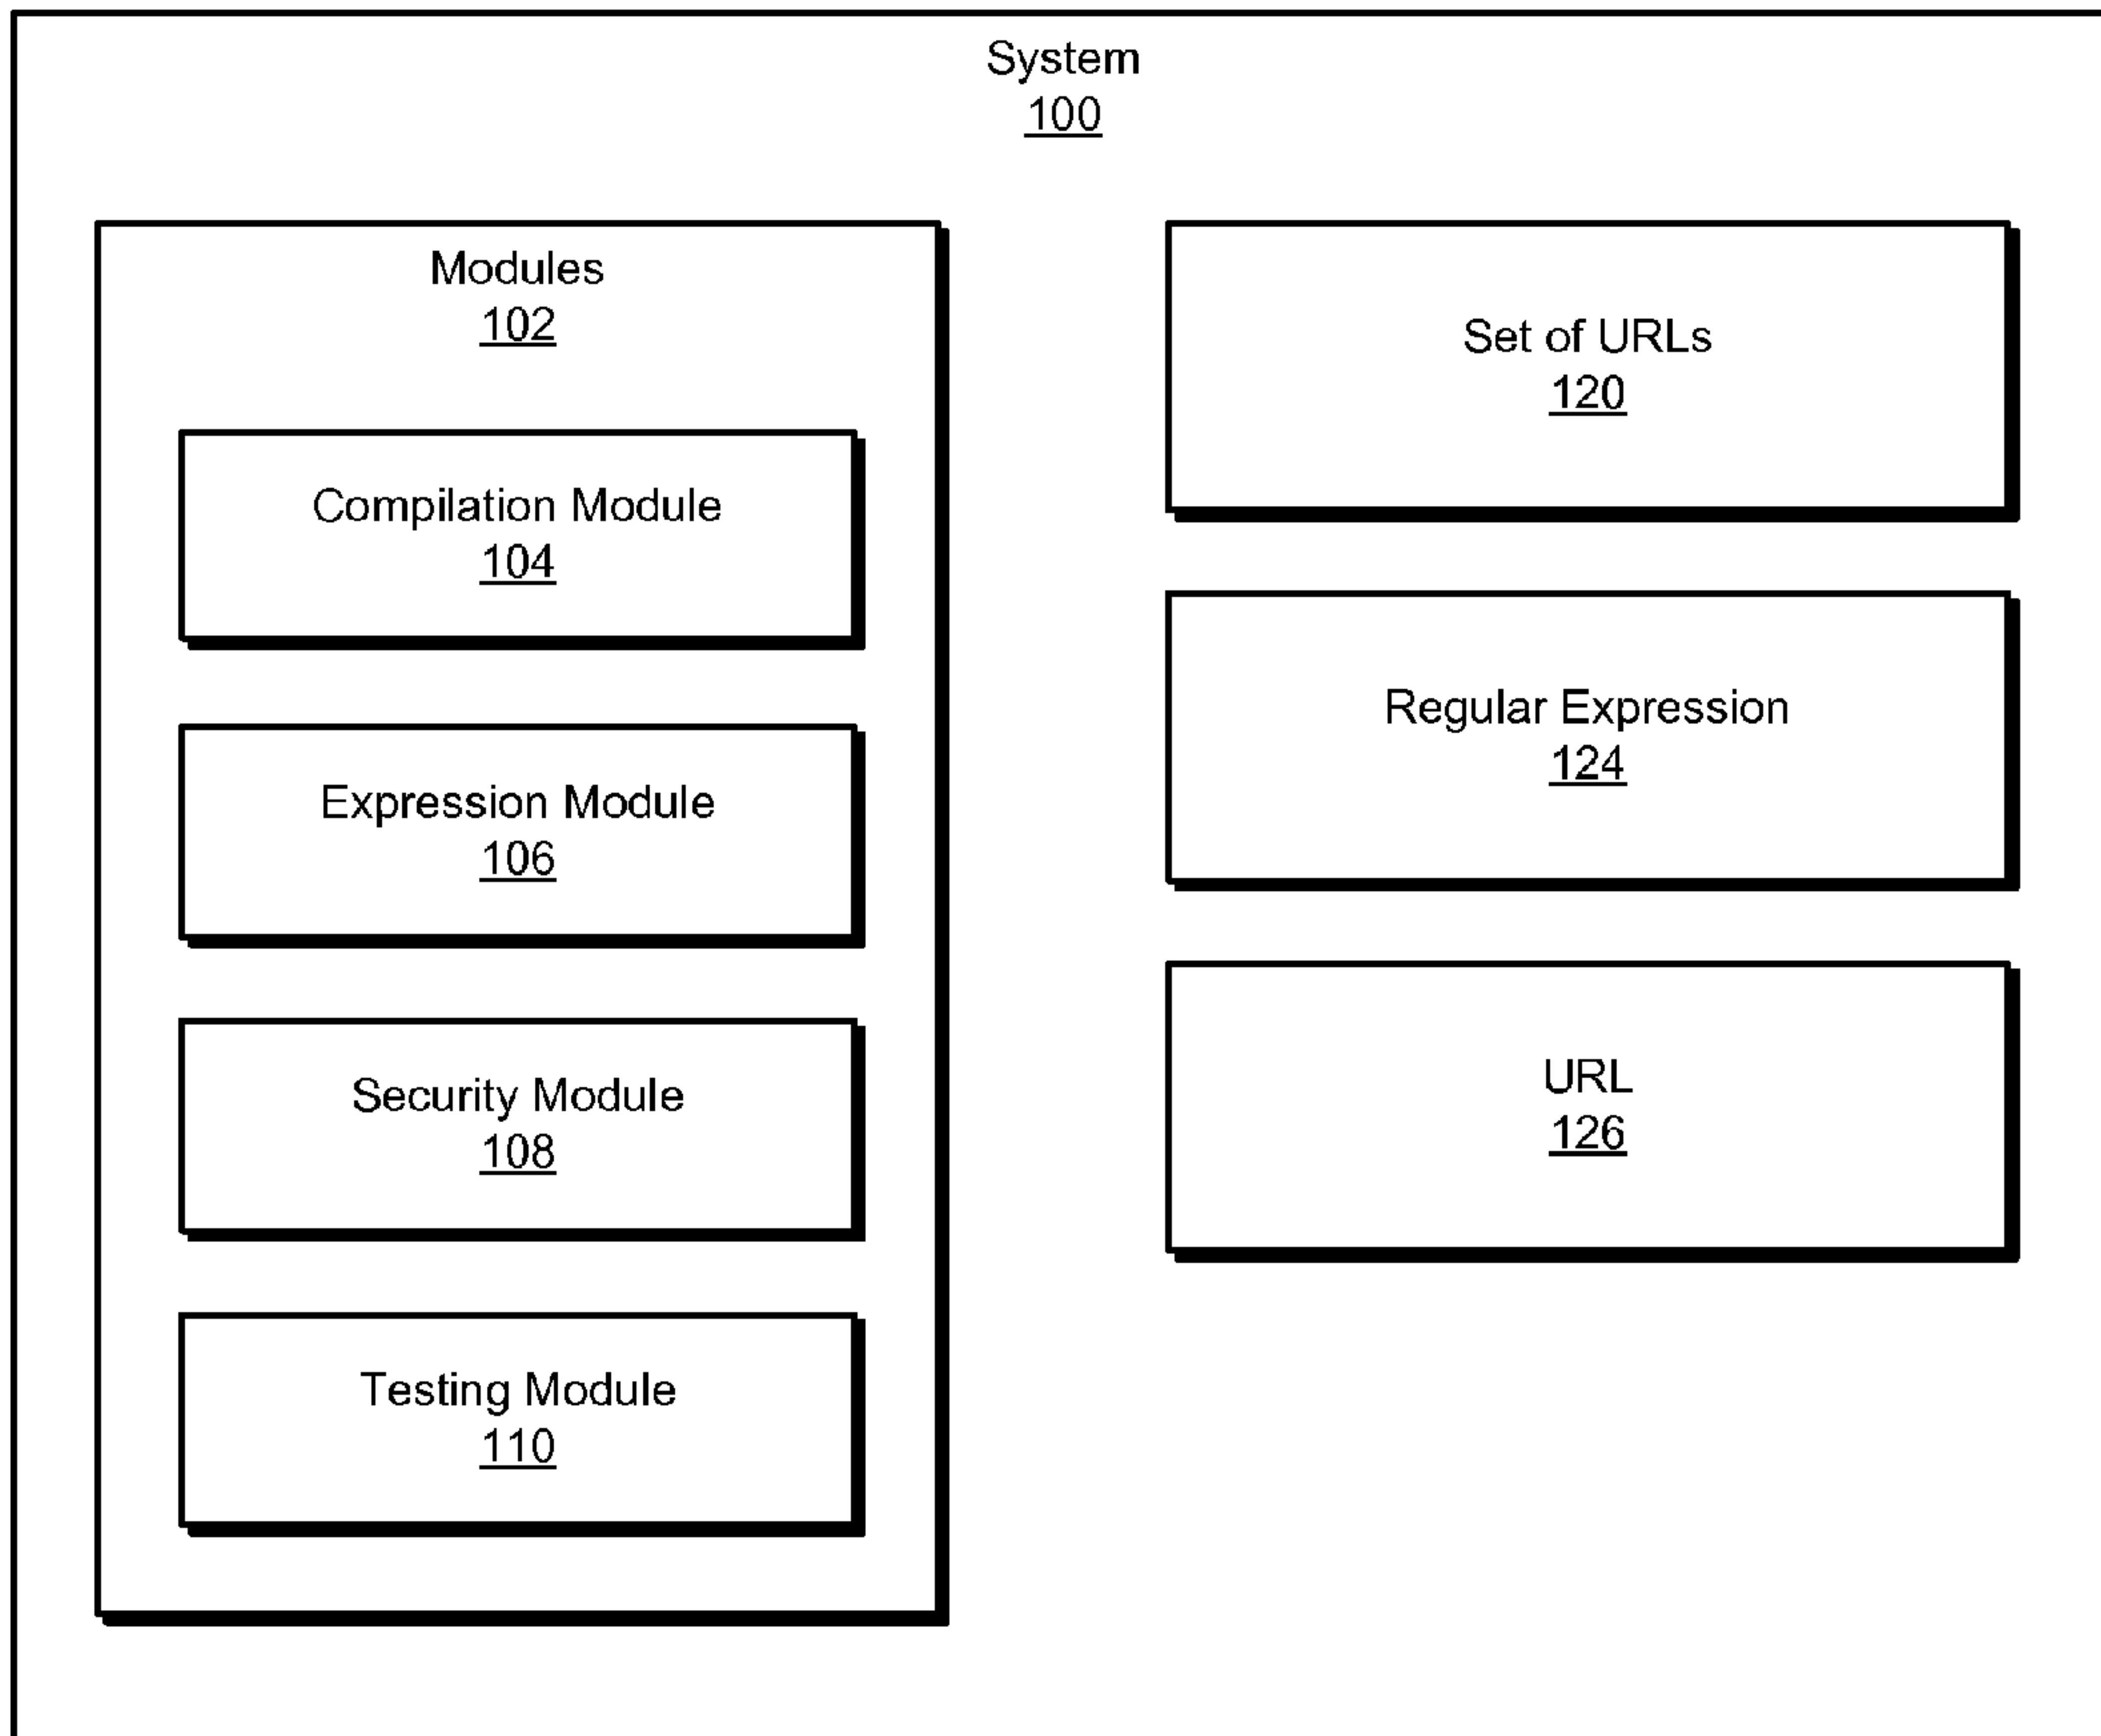 System
100
Modules
102
Compilation Module
104
Expression Module
106
Security Module
108
Testing Module
110
Set of URLs
120
Regular Expression
124
URL
126